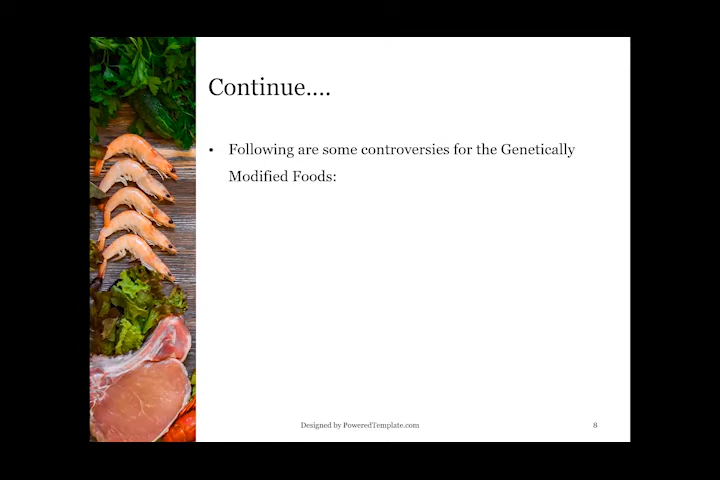 Continue....
• Following are some controversies for the Genetically
Modified Foods:
Designed by PoweredTemplate.com
8